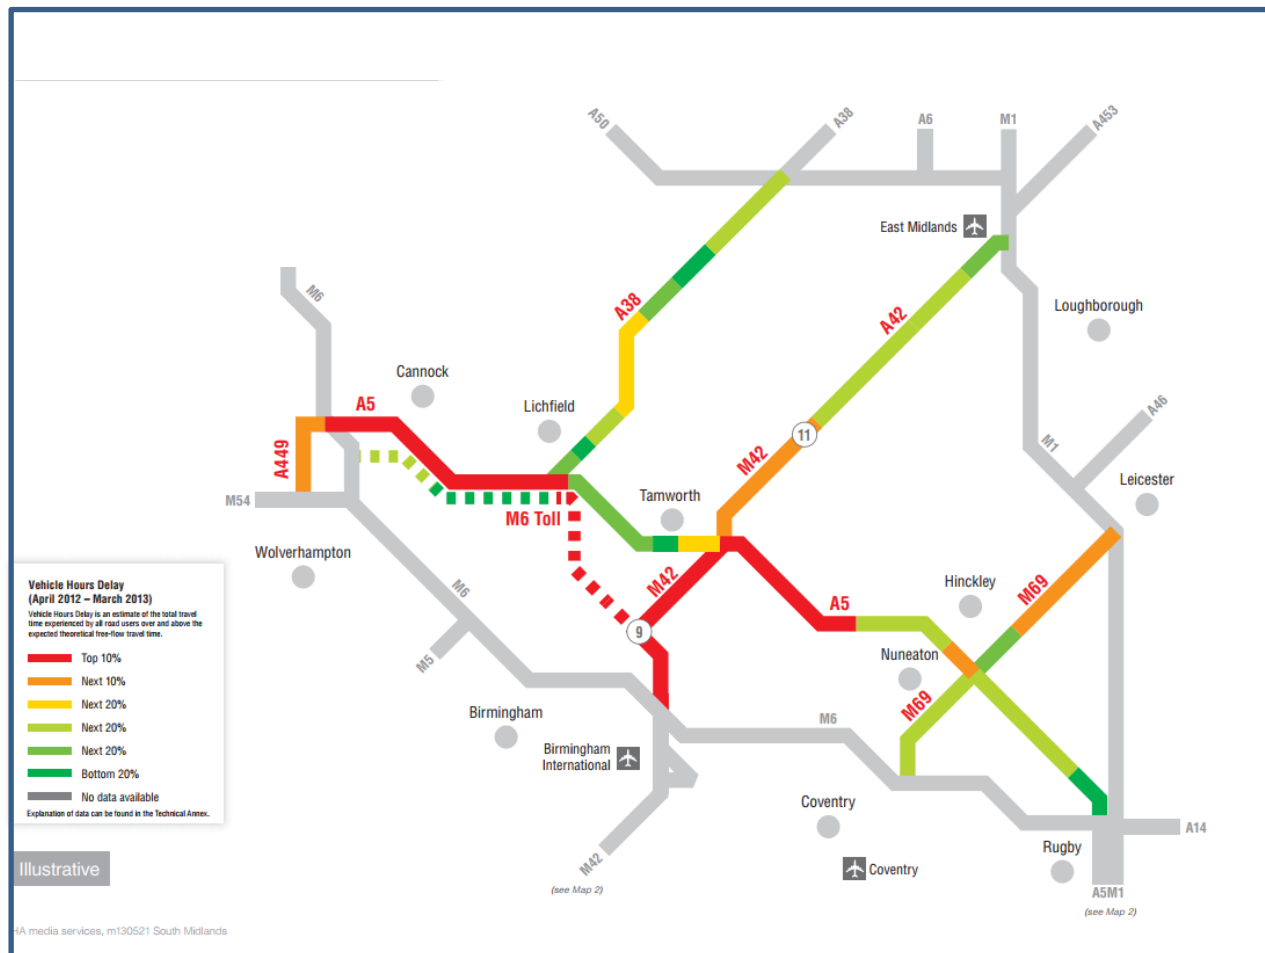 A50
A38
A6
M1
A453
East Midlands
M6
A38
A42
Loughborough
Cannock
A5
Lichfield
A46
A449
11
M1
M42
Leicester
M54
Tamworth
M6 Toll
Wolverhampton
M42
Hinckley
M69
M6
A5
9
Nuneaton
M5
M69
Birmingham
M6
Birmingham
International
Coventry
A14
Rugby
M42
Coventry
(see Map 2)
A5M1
(see Map 2)
Vehicle Hours Delay
(April 2012 – March 2013)
Vehicle Hours Delay is an estimate of the total travel
time experienced by all road users over and above the
expected theoretical free-flow travel time.
Top 10%
Next 10%
Next 20%
Next 20%
Next 20%
Bottom 20%
No data available
Explanation of data can be found in the Technical Annex.
Illustrative
HA media services, m130521 South Midlands